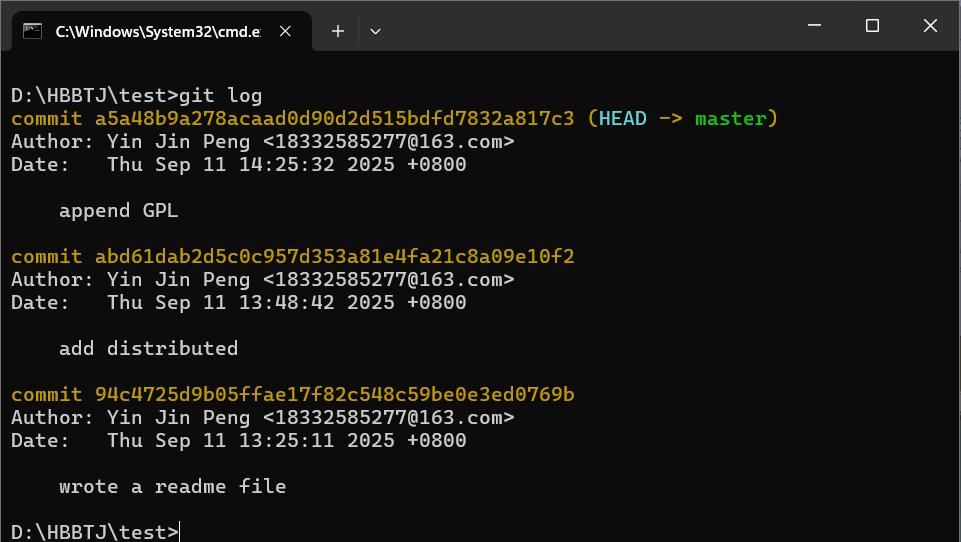 C:\Windows\System32\cmd.e
D:\HBBTJ\test>git log
commit a5a48b9a278acaad0d90d2d515bdfd7832a817c3 (HEAD -> master)
Author: Yin Jin Peng <18332585277@163.com>
Date:   Thu Sep 11 14:25:32 2025 +0800
    append GPL
commit abd61dab2d5c0c957d353a81e4fa21c8a09e10f2
Author: Yin Jin Peng <18332585277@163.com>
Date:   Thu Sep 11 13:48:42 2025 +0800
    add distributed
commit 94c4725d9b05ffae17f82c548c59be0e3ed0769b
Author: Yin Jin Peng <18332585277@163.com>
Date:   Thu Sep 11 13:25:11 2025 +0800
    wrote a readme file
D:\HBBTJ\test>